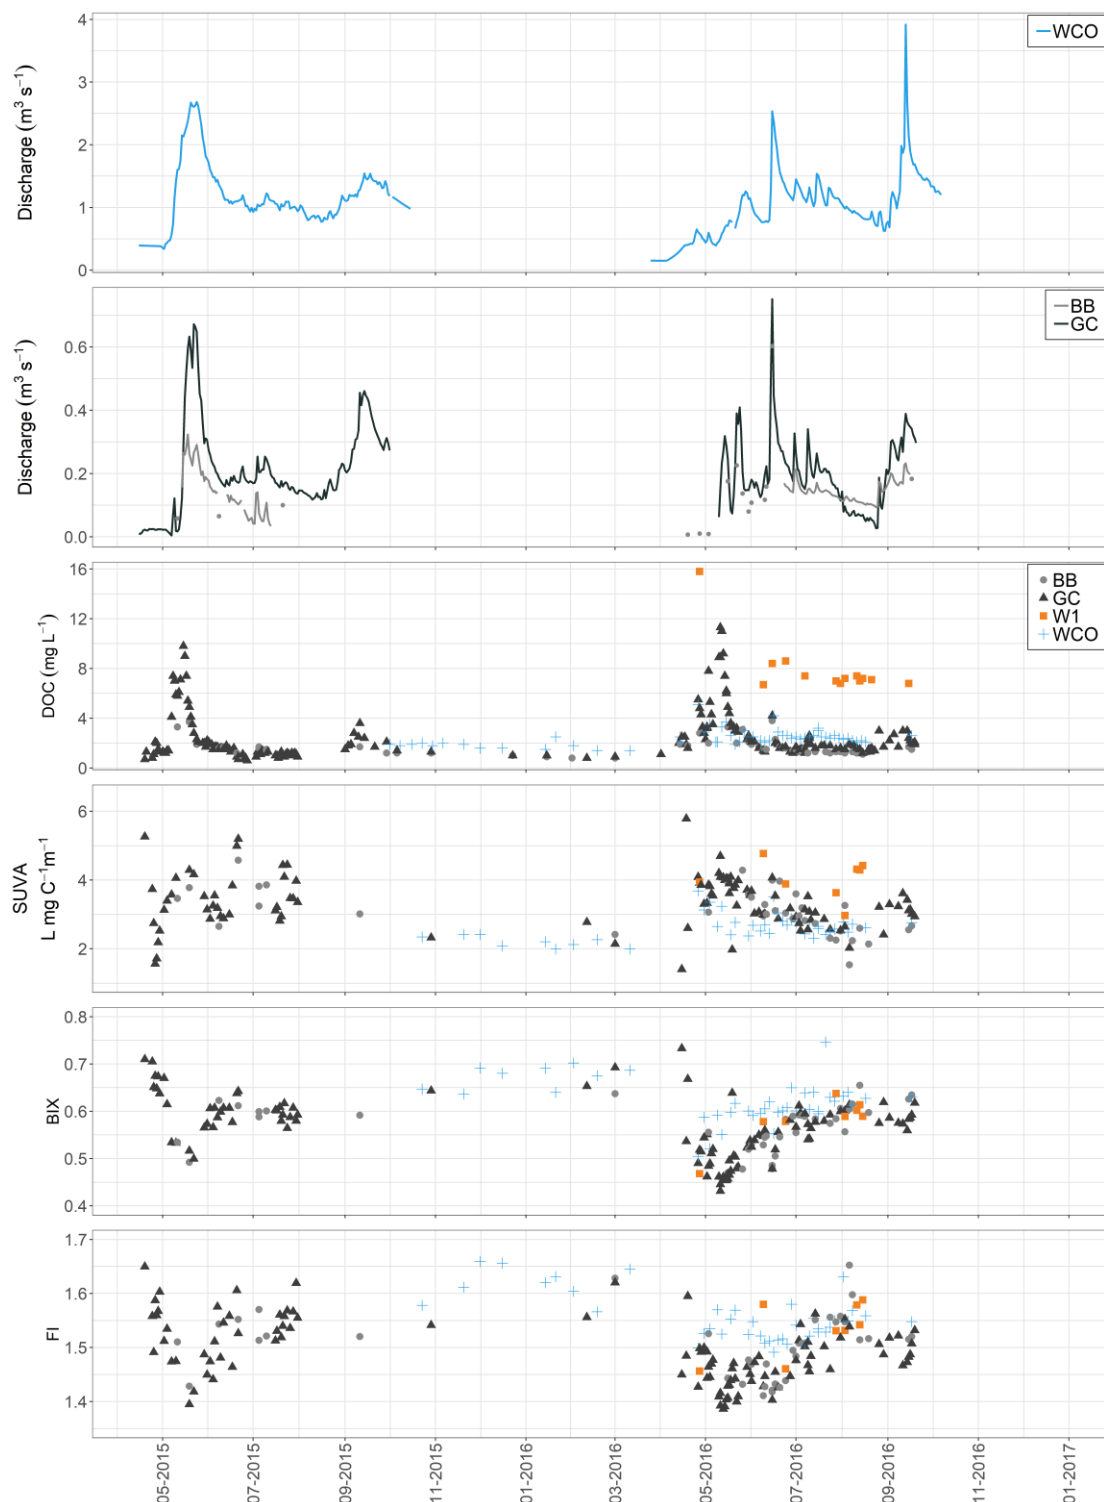 4
3
2
1
0
Discharge (m³ s⁻¹)
WCO
0.6
0.4
0.2
0.0
Discharge (m³ s⁻¹)
BB
GC
16
12
8
4
0
DOC (mg L⁻¹)
BB
GC
W1
WCO
6
4
2
SUVA
L mg C⁻¹m⁻¹
0.8
0.7
0.6
0.5
0.4
BIX
1.7
1.6
1.5
1.4
FI
05-2015
07-2015
09-2015
11-2015
01-2016
03-2016
05-2016
07-2016
09-2016
11-2016
01-2017